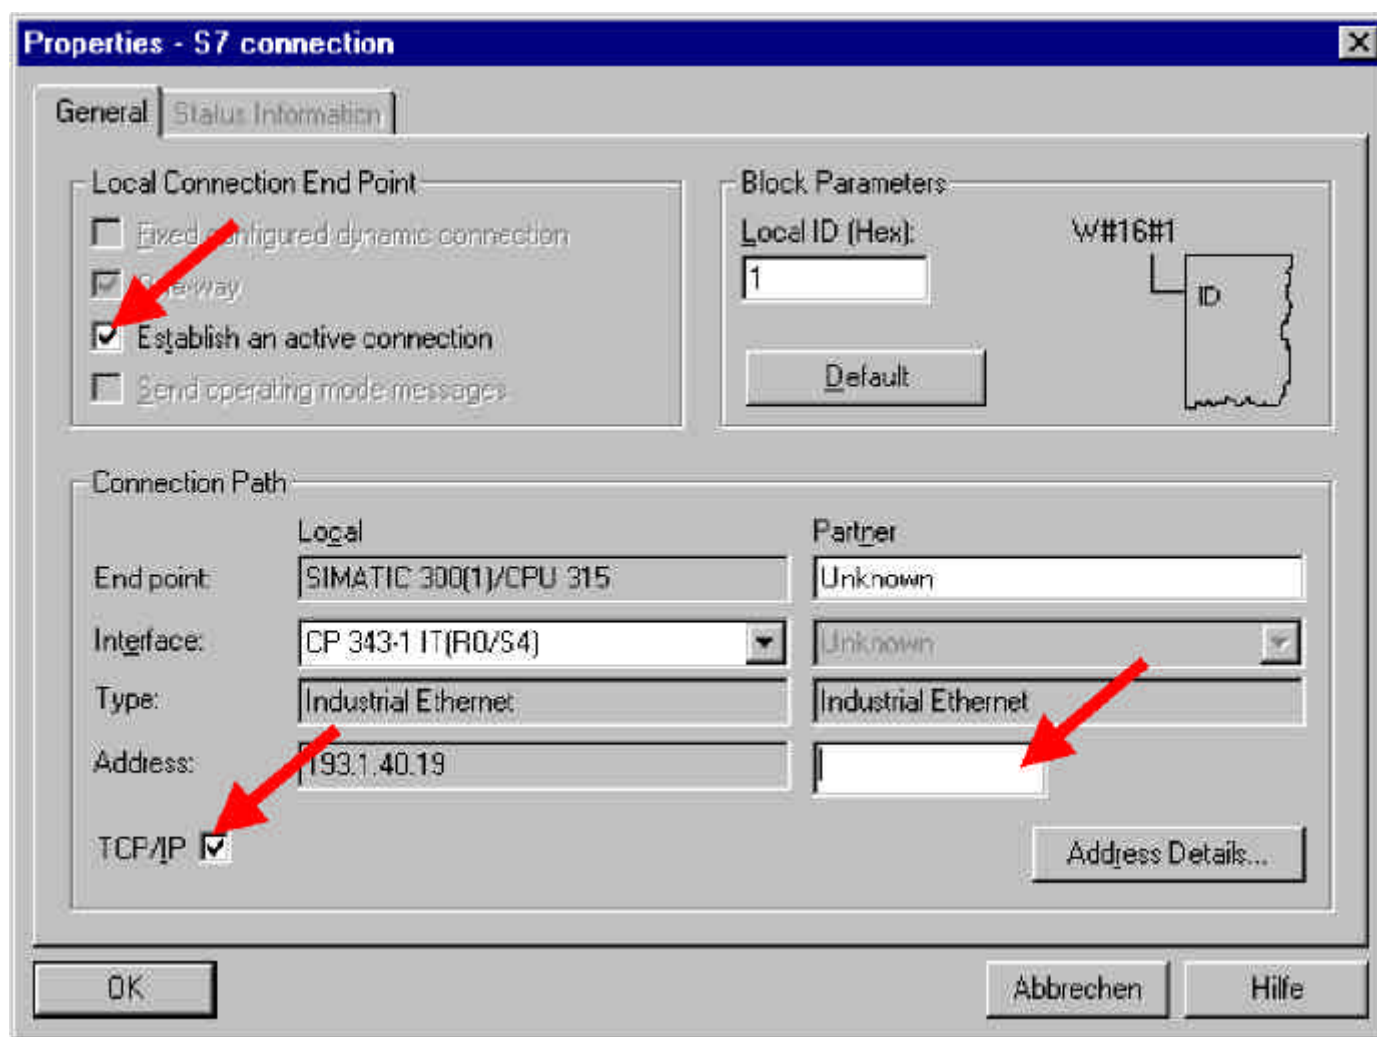 Properties - S7 connection
General
Status Information
Local Connection End Point
Fixed configured dynamic connection
One-way
Establish an active connection
Send operating mode messages
Block Parameters
Local ID (Hex):
W#16#1
1
ID
Default
Connection Path
Local
Partner
End point:
SIMATIC 300(1)/CPU 315
Unknown
Interface:
CP 343-1 IT(R0/S4)
Unknown
Type:
Industrial Ethernet
Industrial Ethernet
Address:
193.1.40.19
TCP/IP
Address Details...
OK
Abbrechen
Hilfe